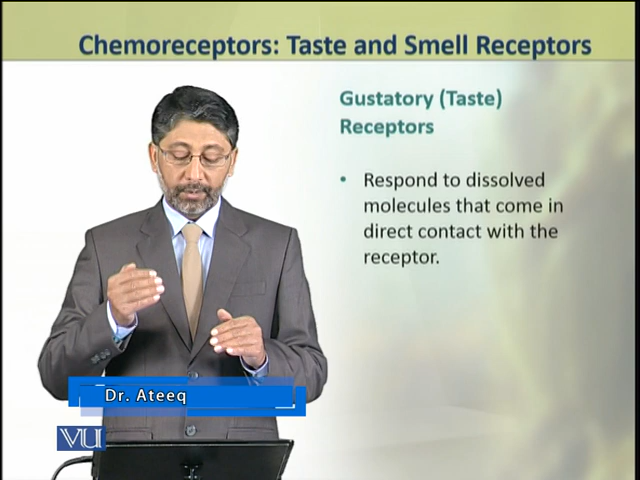 Chemoreceptors: Taste and Smell Receptors
Gustatory (Taste)
Receptors
• Respond to dissolved
molecules that come in
direct contact with the
receptor.
Dr. Ateeq
VU